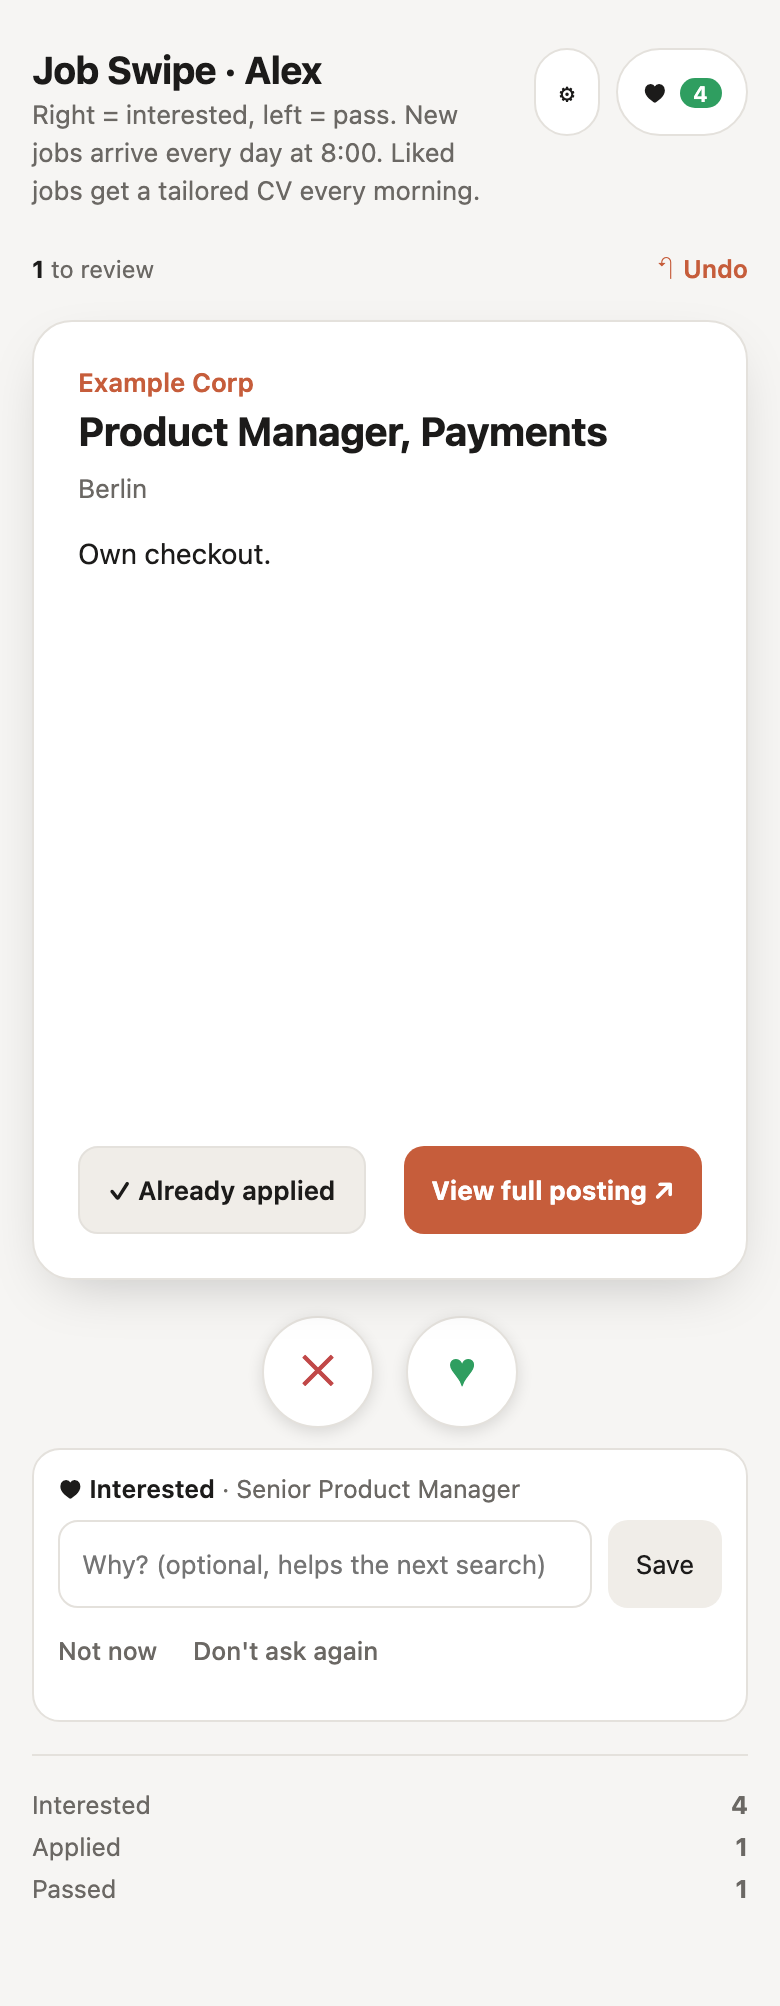 Job Swipe · Alex
⚙
♥ 4
Right = interested, left = pass. New
jobs arrive every day at 8:00. Liked
jobs get a tailored CV every morning.
1 to review
↰ Undo
Example Corp
Product Manager, Payments
Berlin
Own checkout.
✓ Already applied
View full posting ↗
✕ ♥
♥ Interested · Senior Product Manager
Why? (optional, helps the next search)
Save
Not now Don't ask again
Interested 4
Applied 1
Passed 1